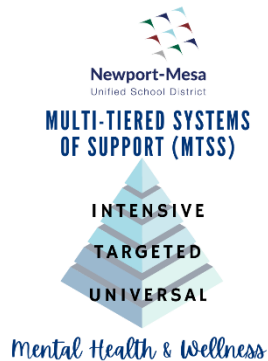 Newport-Mesa
Unified School District
MULTI-TIERED SYSTEMS
OF SUPPORT (MTSS)
INTENSIVE
TARGETED
UNIVERSAL
Mental Health & Wellness